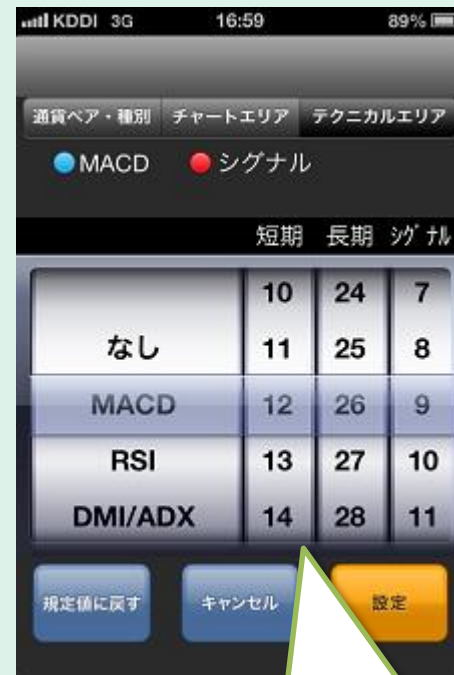 KDDI 3G 16:59 89%
通貨ペア・種別 チャートエリア テクニカルエリア
MACD シグナル
短期 長期 ｼｸﾞﾅﾙ
10 24 7
なし 11 25 8
MACD 12 26 9
RSI 13 27 10
DMI/ADX 14 28 11
規定値に戻す キャンセル 設定